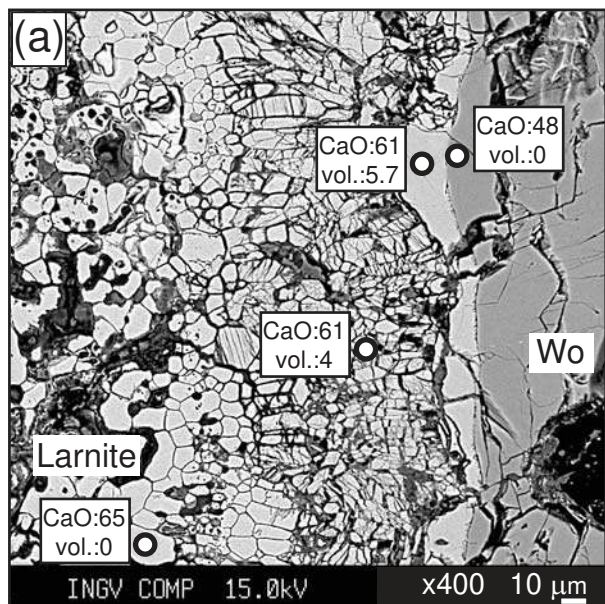 (a)
CaO:61
vol.:5.7
CaO:48
vol.:0
CaO:61
vol.:4
Wo
Larnite
CaO:65
vol.:0
INGV COMP 15.0kV x400 10 μm